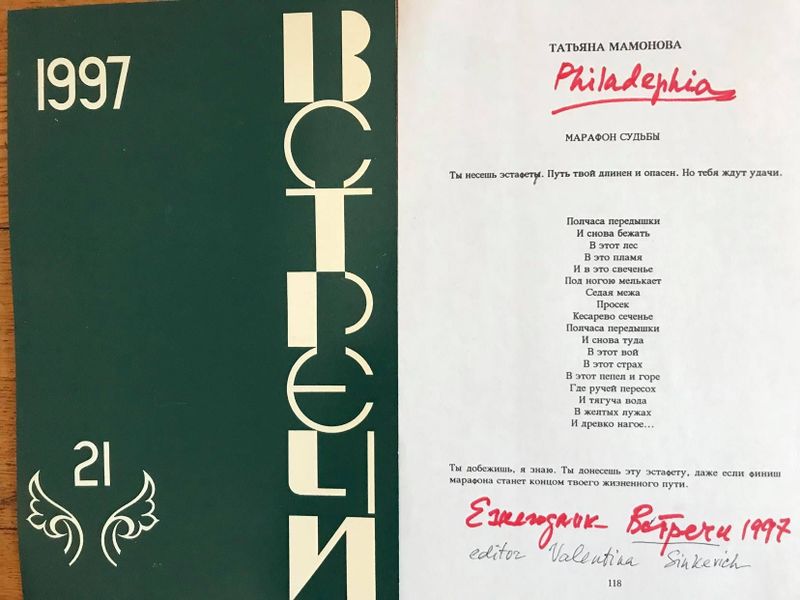 1997
ВСТРЕЧИ
21
ТАТЬЯНА МАМОНОВА
Philadephia
МАРАФОН СУДЬБЫ
Ты несешь эстафету. Путь твой длинен и опасен. Но тебя ждут удачи.
Полчаса передышки
И снова бежать
В этот лес
В это пламя
И в это свеченье
Под ногою мелькает
Седая межа
Просек
Кесарево сеченье
Полчаса передышки
И снова туда
В этот вой
В этот страх
В этот пепел и горе
Где ручей пересох
И тягуча вода
В желтых лужах
И древко нагое...
Ты добежишь, я знаю. Ты донесешь эту эстафету, даже если финиш
марафона станет концом твоего жизненного пути.
Ежегодник Встречи 1997
editor Valentina Sinkevich
118